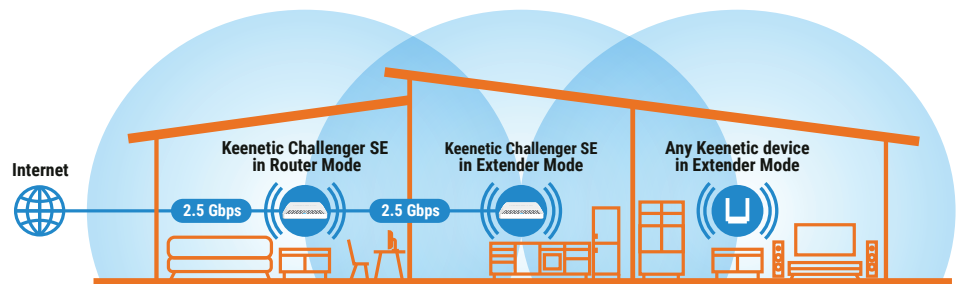 Internet
2.5 Gbps
Keenetic Challenger SE
in Router Mode
2.5 Gbps
Keenetic Challenger SE
in Extender Mode
Any Keenetic device
in Extender Mode